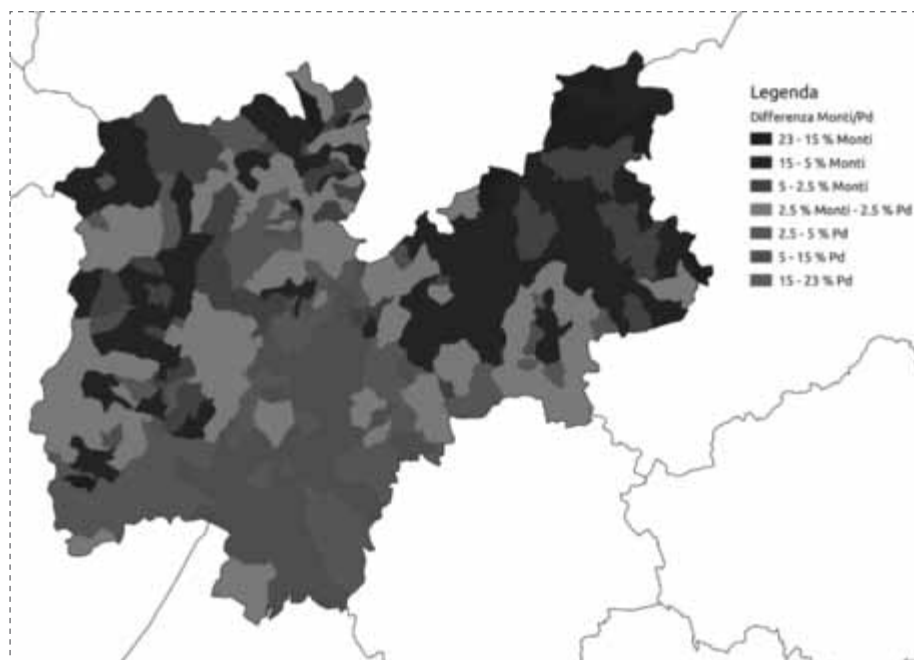 Legenda
Differenza Monti/Pd
23 - 15 % Monti
15 - 5 % Monti
5 - 2.5 % Monti
2.5% Monti - 2.5 % Pd
2.5 - 5 % Pd
5 - 15 % Pd
15 - 23 % Pd